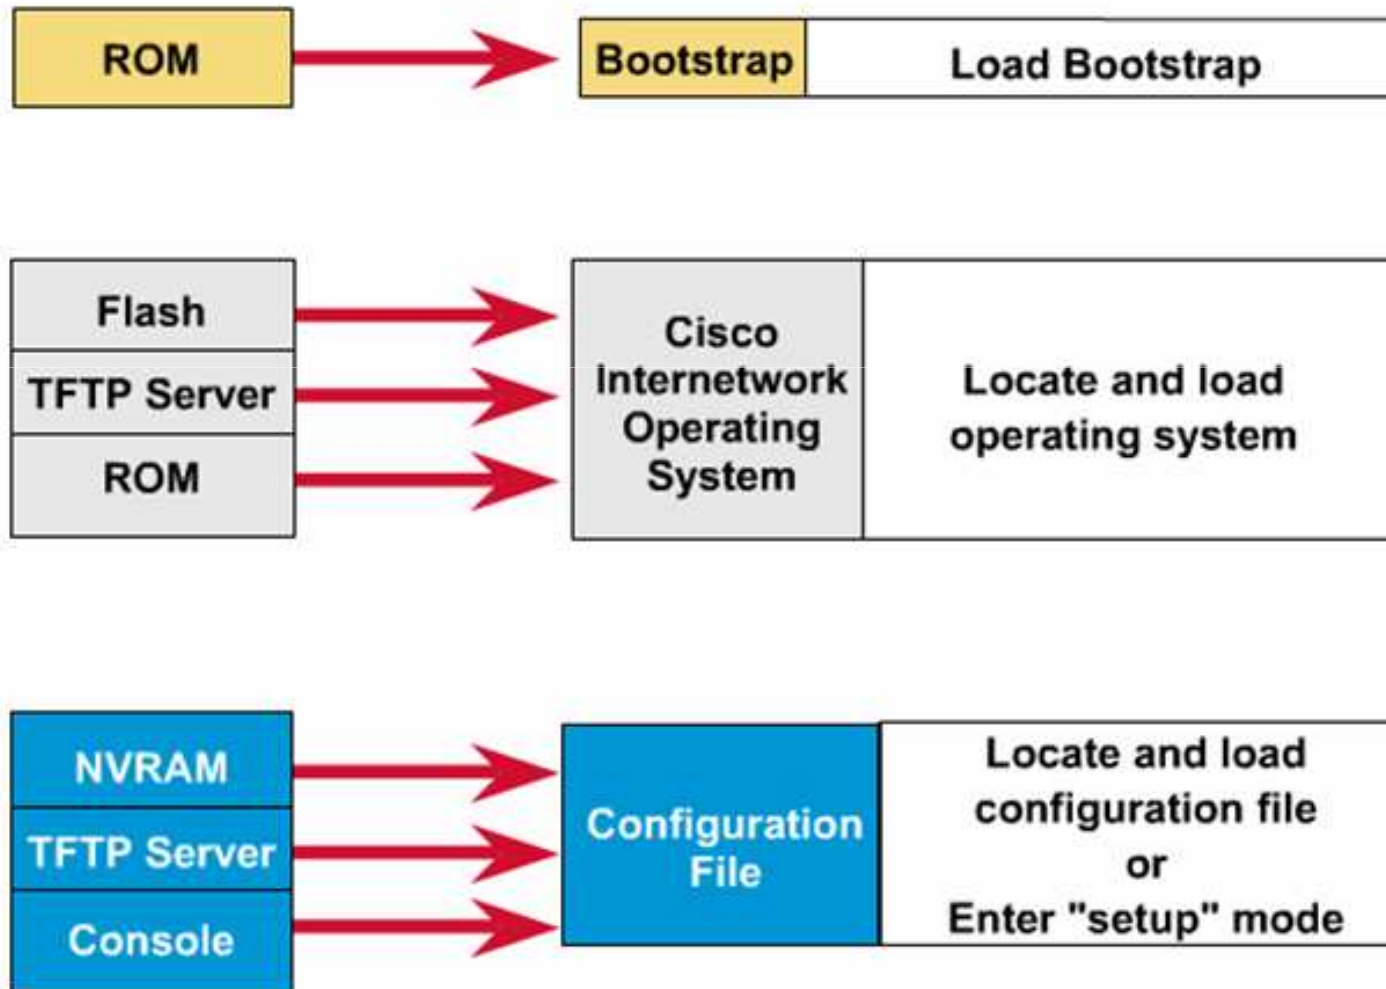 ROM
Bootstrap
Load Bootstrap
Flash
TFTP Server
ROM
Cisco
Internetwork
Operating
System
Locate and load
operating system
NVRAM
TFTP Server
Console
Configuration
File
Locate and load
configuration file
or
Enter "setup" mode